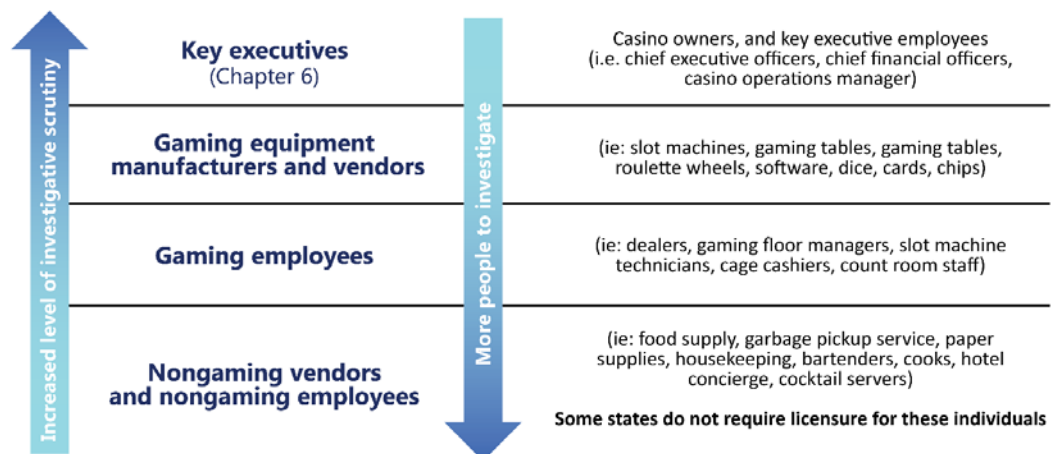 Increased level of investigative scrutiny
Key executives
(Chapter 6)
More people to investigate
Casino owners, and key executive employees
(i.e. chief executive officers, chief financial officers,
casino operations manager)
Gaming equipment
manufacturers and vendors
(ie: slot machines, gaming tables, gaming tables,
roulette wheels, software, dice, cards, chips)
Gaming employees
(ie: dealers, gaming floor managers, slot machine
technicians, cage cashiers, count room staff)
Nongaming vendors
and nongaming employees
(ie: food supply, garbage pickup service, paper
supplies, housekeeping, bartenders, cooks, hotel
concierge, cocktail servers)
Some states do not require licensure for these individuals